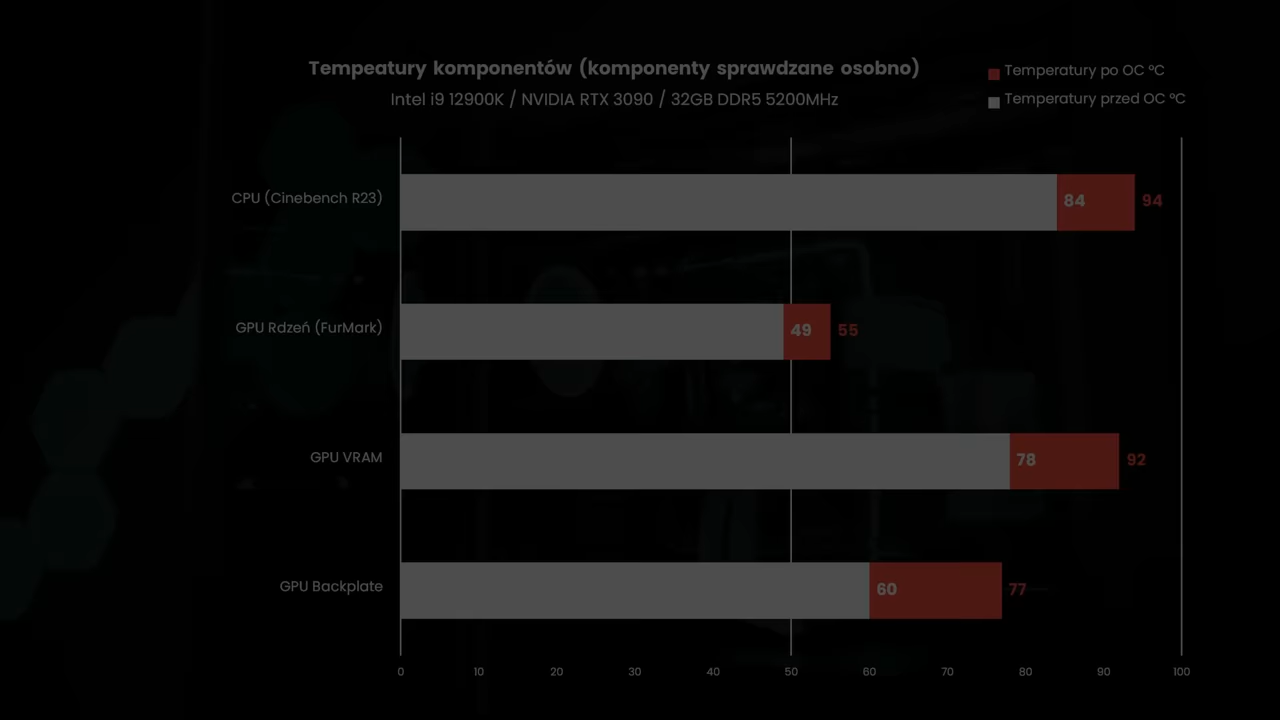 Tempeatury komponentów (komponenty sprawdzane osobno)
Intel i9 12900K / NVIDIA RTX 3090 / 32GB DDR5 5200MHz
Temperatury po OC °C
Temperatury przed OC °C
CPU (Cinebench R23)
84
94
GPU Rdzeń (FurMark)
49
55
GPU VRAM
78
92
GPU Backplate
60
77
0 10 20 30 40 50 60 70 80 90 100